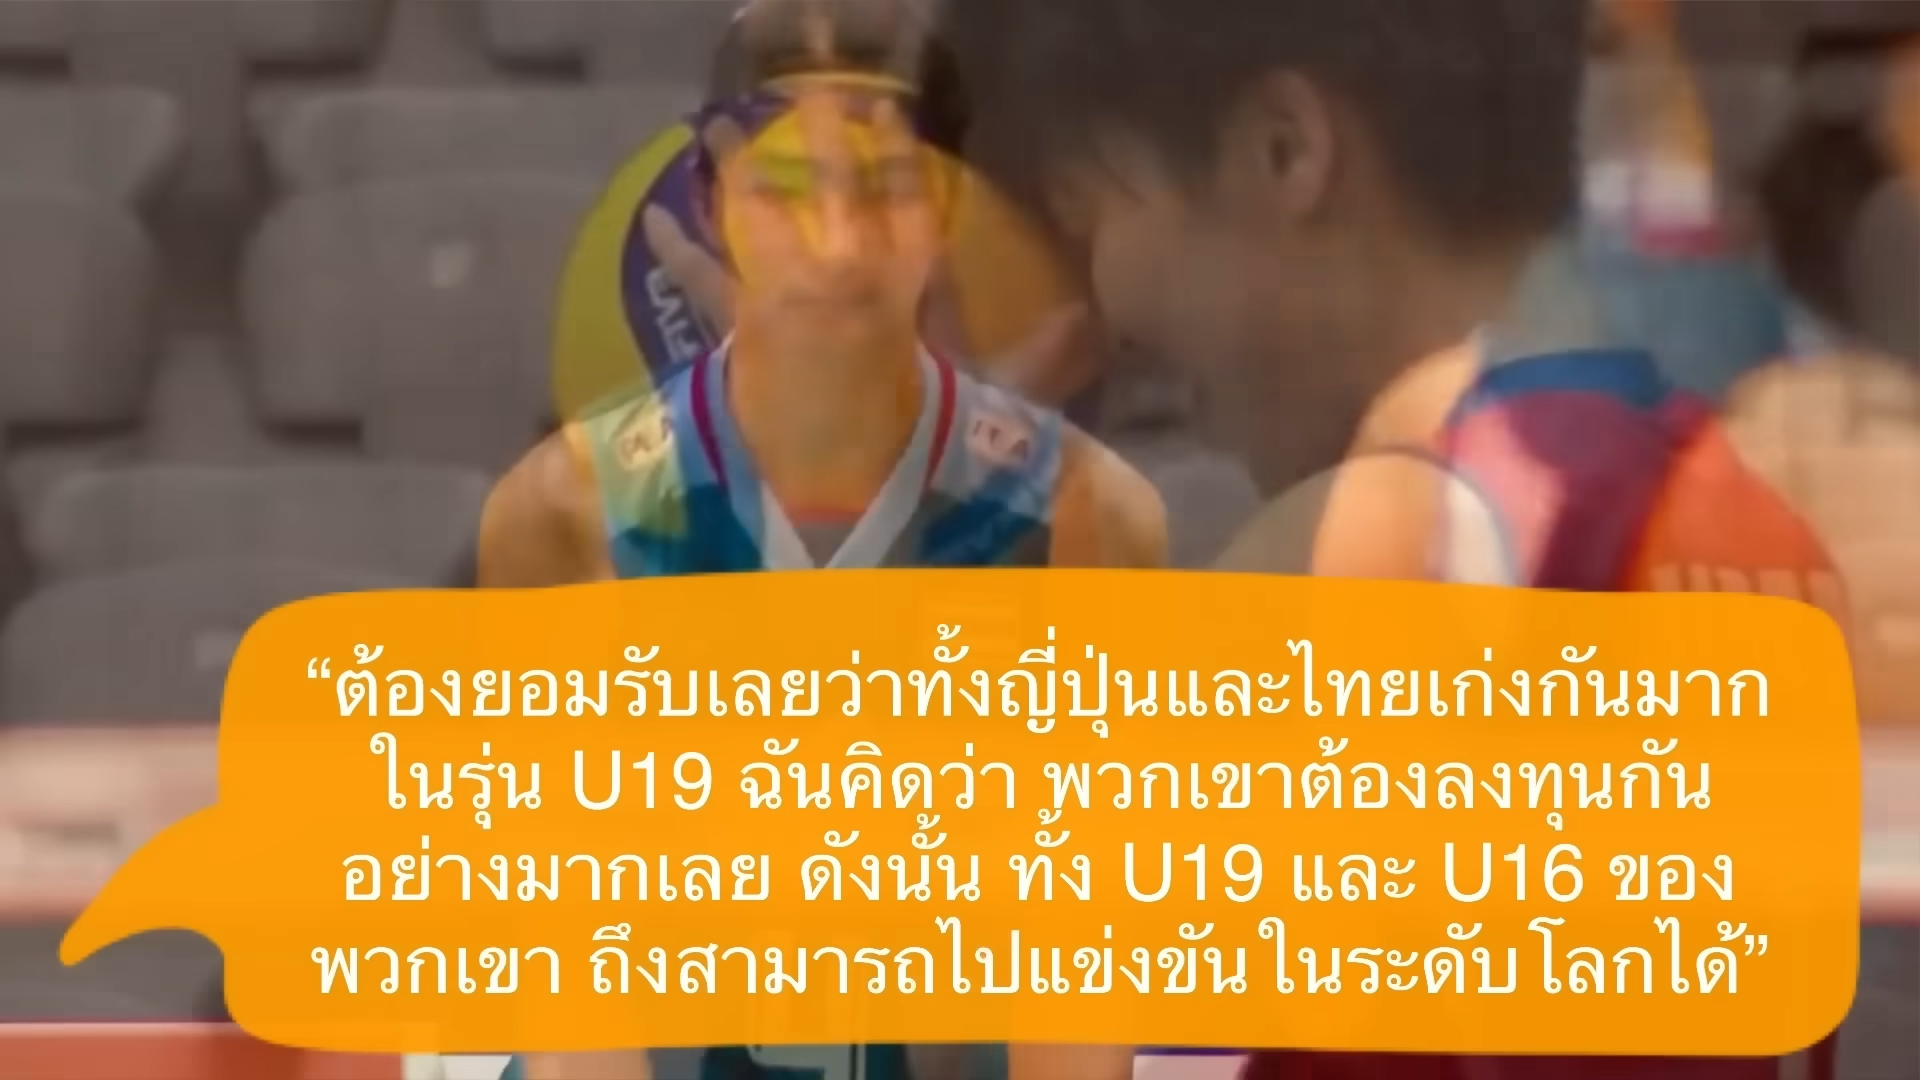 “ต้องยอมรับเลยว่าทั้งญี่ปุ่นและไทยเก่งกันมาก
ในรุ่น U19 ฉันคิดว่า พวกเขาต้องลงทุนกัน
อย่างมากเลย ดังนั้น ทั้ง U19 และ U16 ของ
พวกเขา ถึงสามารถไปแข่งขันในระดับโลกได้”